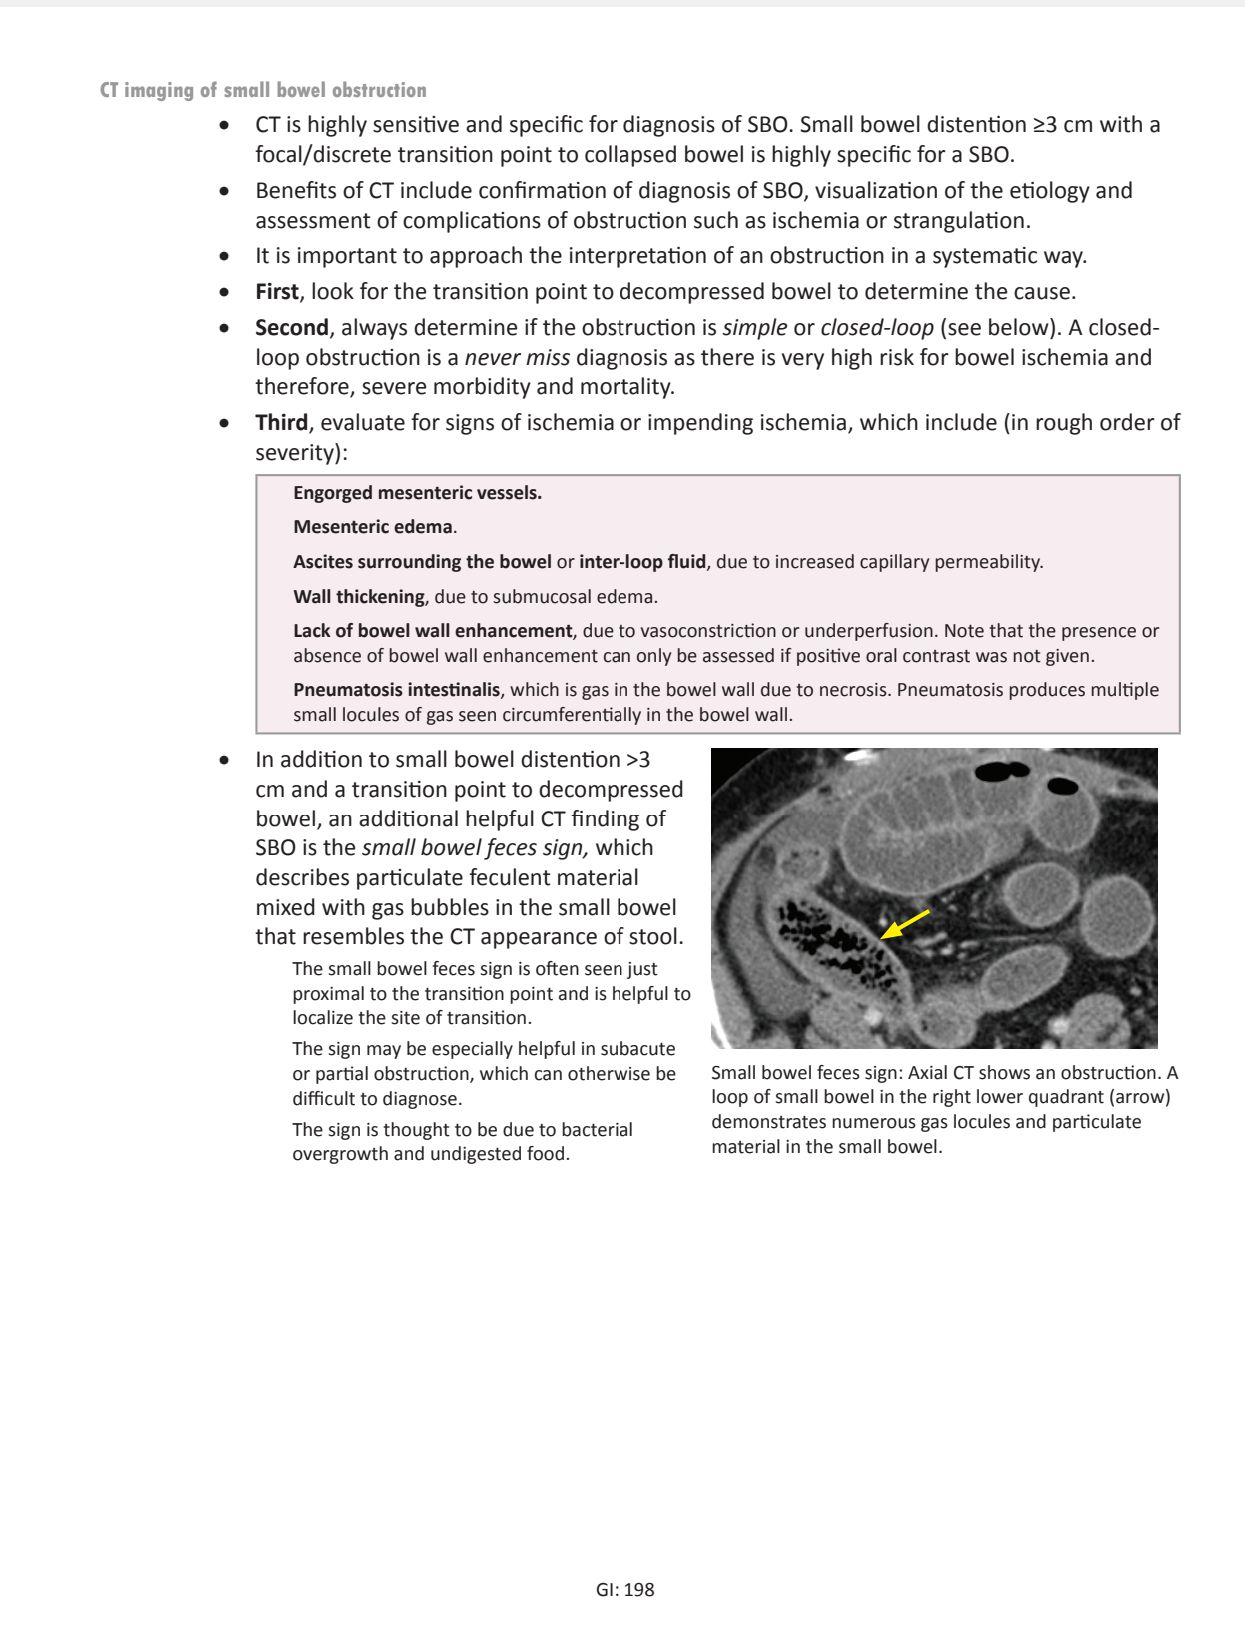 CT imaging of small bowel obstruction
• CT is highly sensitive and specific for diagnosis of SBO. Small bowel distention ≥3 cm with a
focal/discrete transition point to collapsed bowel is highly specific for a SBO.
• Benefits of CT include confirmation of diagnosis of SBO, visualization of the etiology and
assessment of complications of obstruction such as ischemia or strangulation.
• It is important to approach the interpretation of an obstruction in a systematic way.
• First, look for the transition point to decompressed bowel to determine the cause.
• Second, always determine if the obstruction is simple or closed-loop (see below). A closed-
loop obstruction is a never miss diagnosis as there is very high risk for bowel ischemia and
therefore, severe morbidity and mortality.
• Third, evaluate for signs of ischemia or impending ischemia, which include (in rough order of
severity):
Engorged mesenteric vessels.
Mesenteric edema.
Ascites surrounding the bowel or inter-loop fluid, due to increased capillary permeability.
Wall thickening, due to submucosal edema.
Lack of bowel wall enhancement, due to vasoconstriction or underperfusion. Note that the presence or
absence of bowel wall enhancement can only be assessed if positive oral contrast was not given.
Pneumatosis intestinalis, which is gas in the bowel wall due to necrosis. Pneumatosis produces multiple
small locules of gas seen circumferentially in the bowel wall.
• In addition to small bowel distention >3
cm and a transition point to decompressed
bowel, an additional helpful CT finding of
SBO is the small bowel feces sign, which
describes particulate feculent material
mixed with gas bubbles in the small bowel
that resembles the CT appearance of stool.
The small bowel feces sign is often seen just
proximal to the transition point and is helpful to
localize the site of transition.
The sign may be especially helpful in subacute
or partial obstruction, which can otherwise be
difficult to diagnose.
The sign is thought to be due to bacterial
overgrowth and undigested food.
Small bowel feces sign: Axial CT shows an obstruction. A
loop of small bowel in the right lower quadrant (arrow)
demonstrates numerous gas locules and particulate
material in the small bowel.
GI: 198